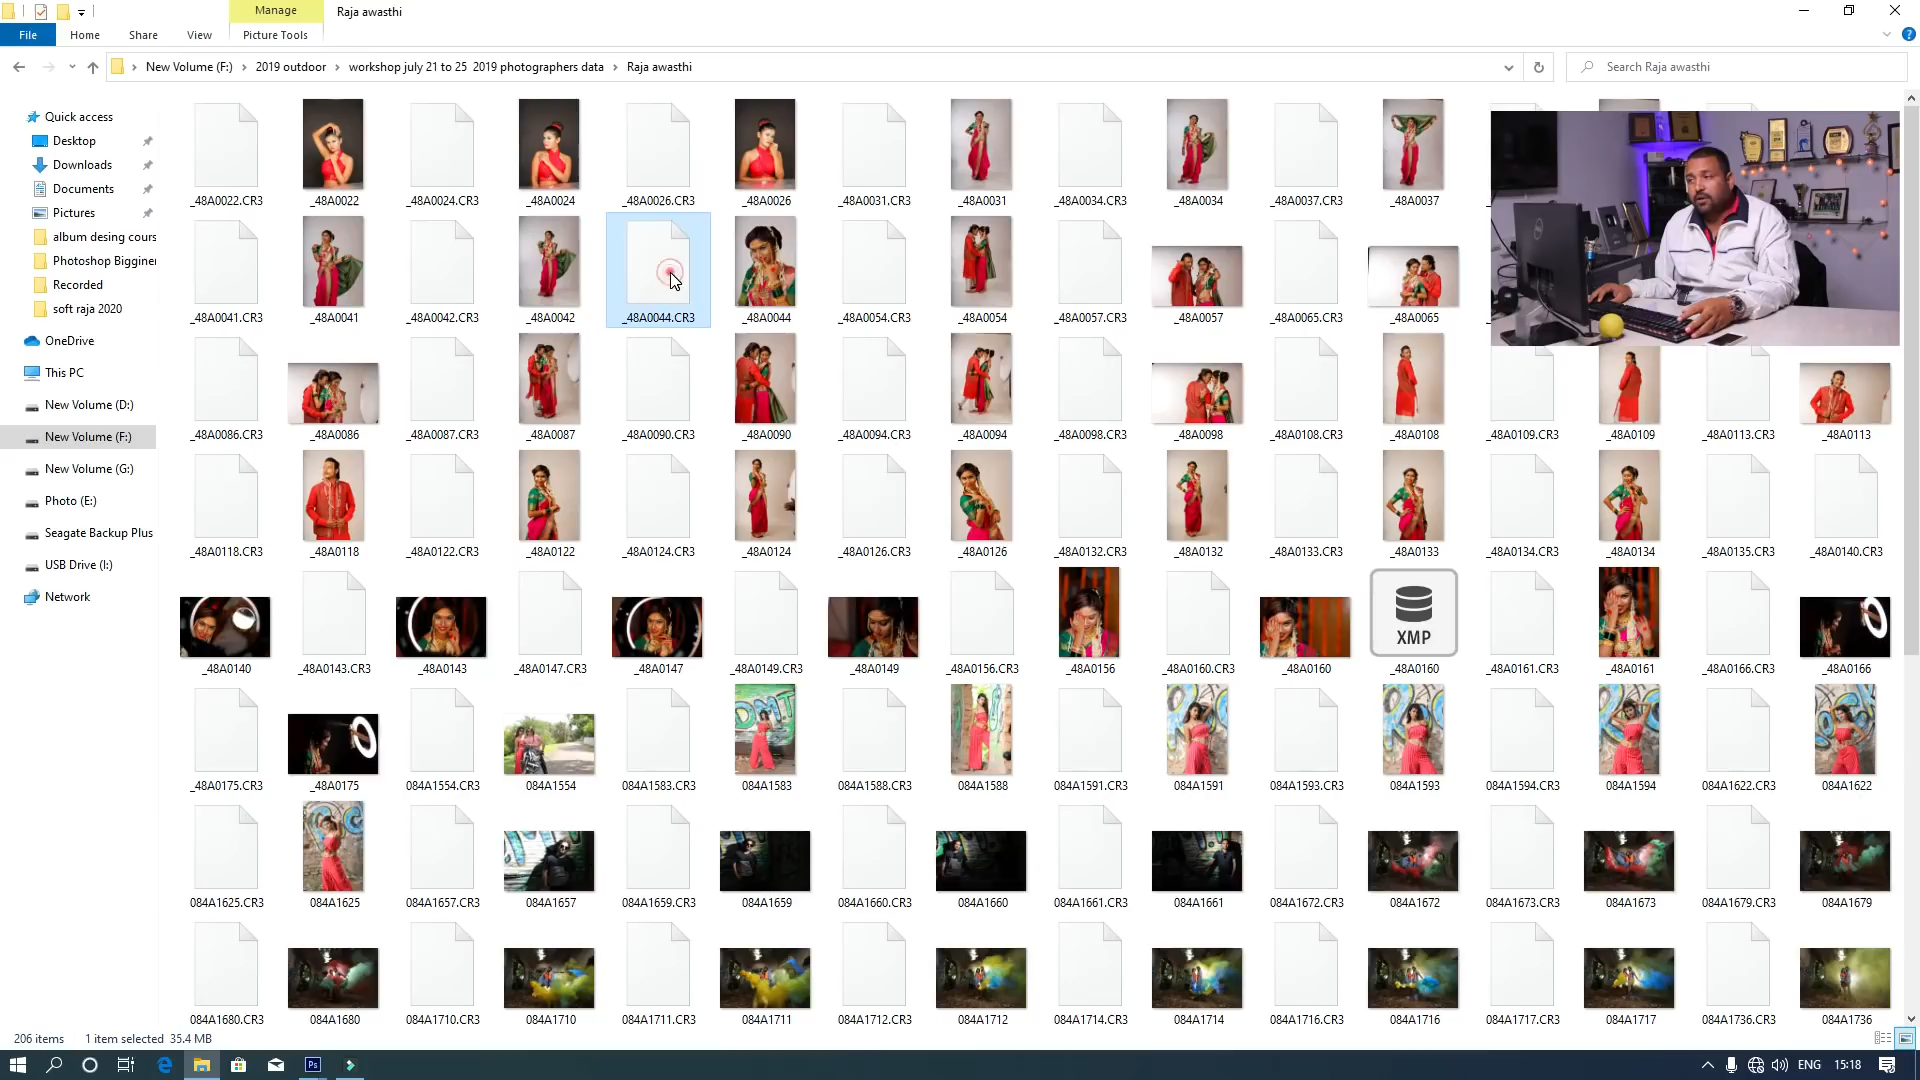 Manage
Raja awasthi
File
Home
Share
View
Picture Tools
New Volume (F:) › 2019 outdoor › workshop july 21 to 25 2019 photographers data › Raja awasthi
Search Raja awasthi
Quick access
Desktop
Downloads
Documents
Pictures
album desing cours
Photoshop Bigginer
Recorded
soft raja 2020
OneDrive
This PC
New Volume (D:)
New Volume (F:)
New Volume (G:)
Photo (E:)
Seagate Backup Plus
USB Drive (I:)
Network
_48A0022.CR3 _48A0022 _48A0024.CR3 _48A0024 _48A0026.CR3 _48A0026 _48A0031.CR3 _48A0031 _48A0034.CR3 _48A0034 _48A0037.CR3 _48A0037
_48A0041.CR3 _48A0041 _48A0042.CR3 _48A0042 _48A0044.CR3 _48A0044 _48A0054.CR3 _48A0054 _48A0057.CR3 _48A0057 _48A0065.CR3 _48A0065
_48A0086.CR3 _48A0086 _48A0087.CR3 _48A0087 _48A0090.CR3 _48A0090 _48A0094.CR3 _48A0094 _48A0098.CR3 _48A0098 _48A0108.CR3 _48A0108 _48A0109.CR3 _48A0109 _48A0113.CR3 _48A0113
_48A0118.CR3 _48A0118 _48A0122.CR3 _48A0122 _48A0124.CR3 _48A0124 _48A0126.CR3 _48A0126 _48A0132.CR3 _48A0132 _48A0133.CR3 _48A0133 _48A0134.CR3 _48A0134 _48A0135.CR3 _48A0140.CR3
XMP
_48A0140 _48A0143.CR3 _48A0143 _48A0147.CR3 _48A0147 _48A0149.CR3 _48A0149 _48A0156.CR3 _48A0156 _48A0160.CR3 _48A0160 _48A0160 _48A0161.CR3 _48A0161 _48A0166.CR3 _48A0166
_48A0175.CR3 _48A0175 084A1554.CR3 084A1554 084A1583.CR3 084A1583 084A1588.CR3 084A1588 084A1591.CR3 084A1591 084A1593.CR3 084A1593 084A1594.CR3 084A1594 084A1622.CR3 084A1622
084A1625.CR3 084A1625 084A1657.CR3 084A1657 084A1659.CR3 084A1659 084A1660.CR3 084A1660 084A1661.CR3 084A1661 084A1672.CR3 084A1672 084A1673.CR3 084A1673 084A1679.CR3 084A1679
084A1680.CR3 084A1680 084A1710.CR3 084A1710 084A1711.CR3 084A1711 084A1712.CR3 084A1712 084A1714.CR3 084A1714 084A1716.CR3 084A1716 084A1717.CR3 084A1717 084A1736.CR3 084A1736
206 items 1 item selected 35.4 MB
Ps
ENG 15:18